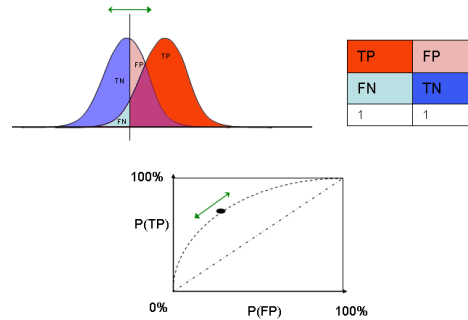 TN
FP
TP
FN
TP FP
FN TN
1 1
100%
P(TP)
0%
P(FP)
100%